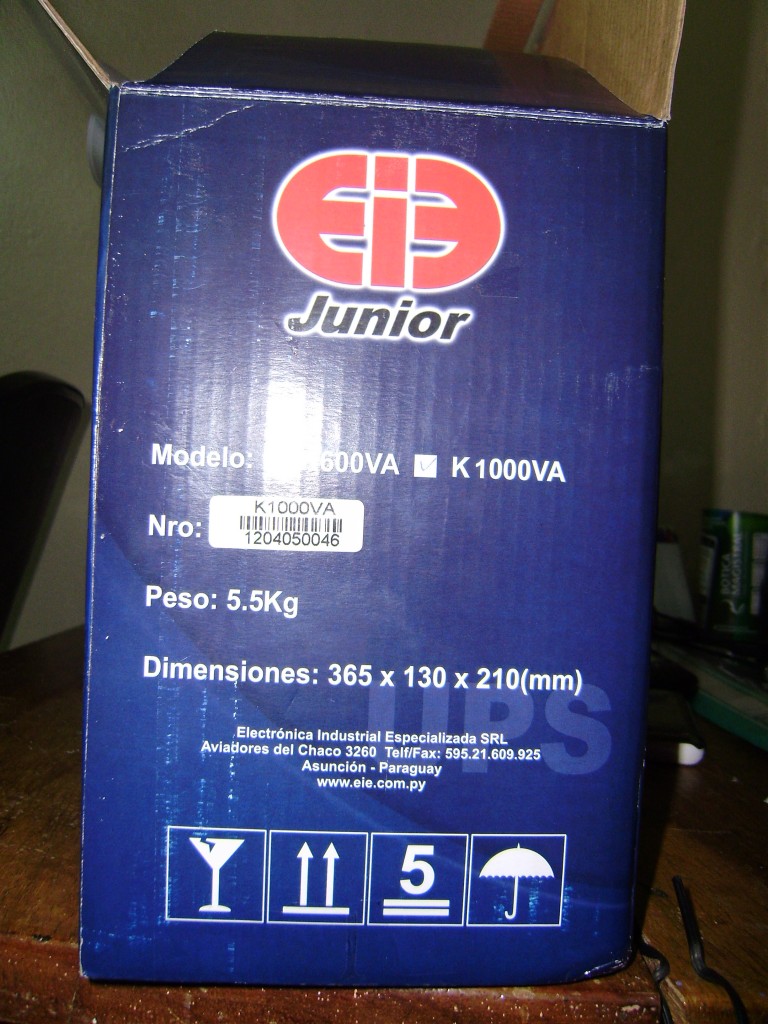 EiE
Junior
Modelo: 600VA K1000VA
Nro: K1000VA
1204050046
Peso: 5.5Kg
Dimensiones: 365 x 130 x 210(mm)
UPS
Electrónica Industrial Especializada SRL
Aviadores del Chaco 3260 Telf/Fax: 595.21.609.925
Asunción - Paraguay
www.eie.com.py
5
BOTICA
MAGISTRAL